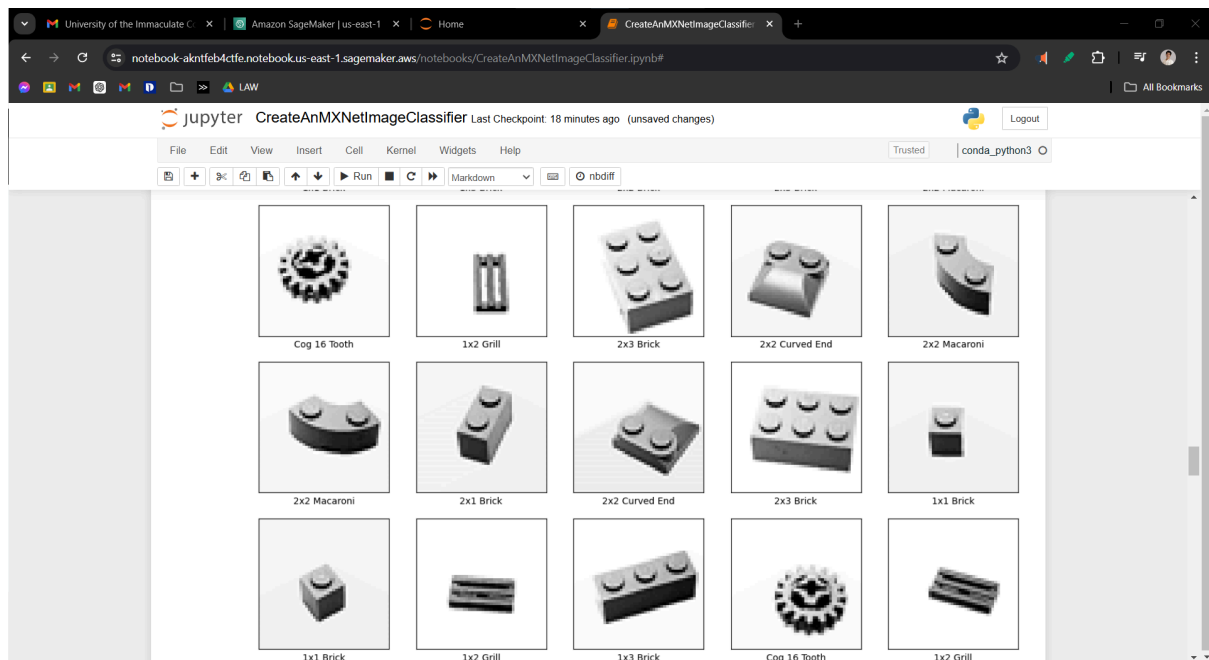 University of the Immaculate Co
Amazon SageMaker | us-east-1
Home
CreateAnMXNetImageClassifier
notebook-akntfeb4ctfe.notebook.us-east-1.sagemaker.aws/notebooks/CreateAnMXNetImageClassifier.ipynb#
LAW
All Bookmarks
jupyter CreateAnMXNetImageClassifier Last Checkpoint: 18 minutes ago (unsaved changes)
Logout
File Edit View Insert Cell Kernel Widgets Help
Trusted
conda_python3
Run
Markdown
nbdiff
Cog 16 Tooth 1x2 Grill 2x3 Brick 2x2 Curved End 2x2 Macaroni
2x2 Macaroni 2x1 Brick 2x2 Curved End 2x3 Brick 1x1 Brick
1x1 Brick 1x2 Grill 1x3 Brick Cog 16 Tooth 1x2 Grill